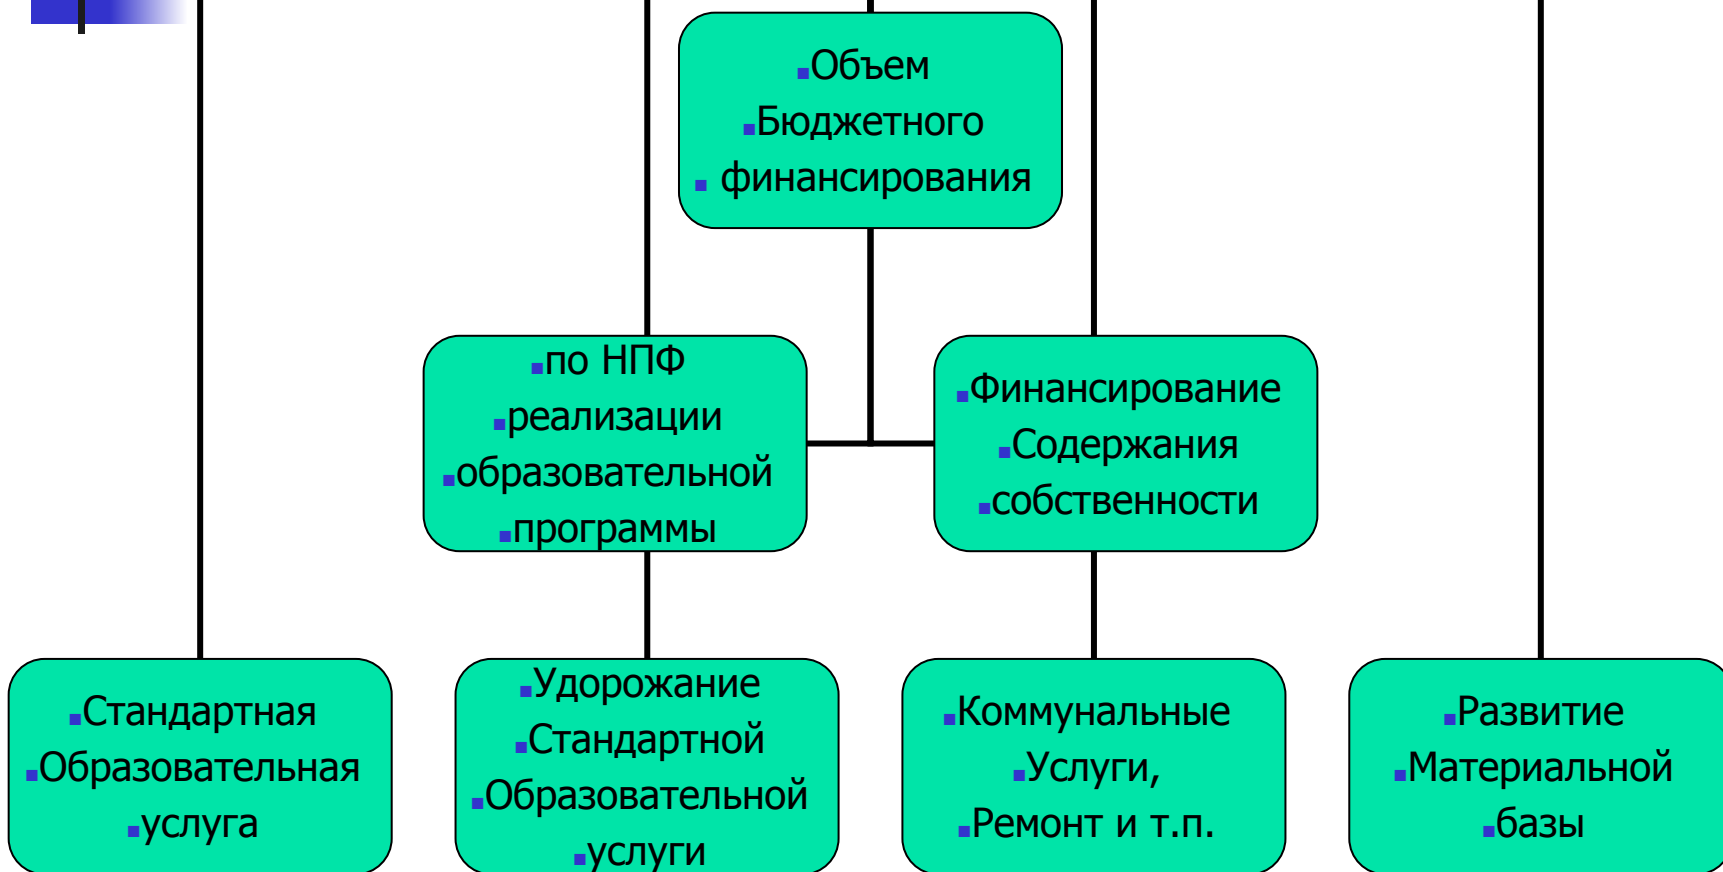 Объем
Бюджетного
финансирования
по НПФ
реализации
образовательной
программы
Финансирование
Содержания
собственности
Стандартная
Образовательная
услуга
Удорожание
Стандартной
Образовательной
услуги
Коммунальные
Услуги,
Ремонт и т.п.
Развитие
Материальной
базы